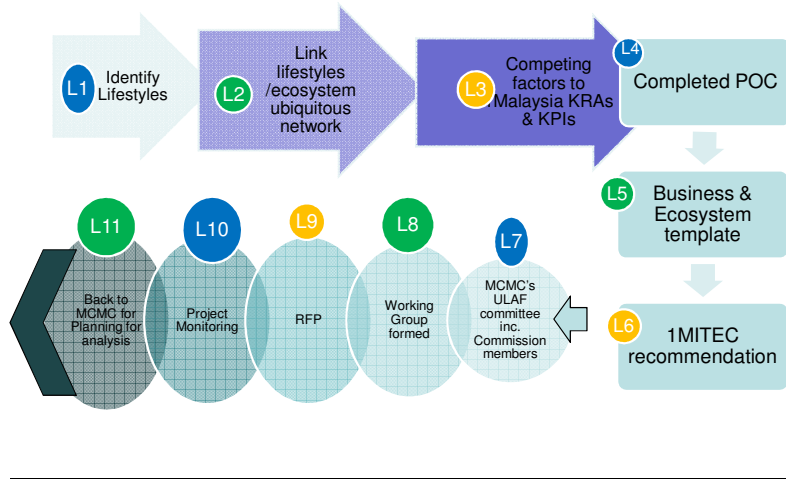 L1
Identify
Lifestyles
L2
Link
lifestyles
/ecosystem
ubiquitous
network
L3
Competing
factors to
Malaysia KRAs
& KPIs
L4
Completed POC
L5
Business &
Ecosystem
template
L6
1MITEC
recommendation
L7
MCMC's
ULAF
committee
inc.
Commission
members
L8
Working
Group
formed
L9
RFP
L10
Project
Monitoring
L11
Back to
MCMC for
Planning for
analysis